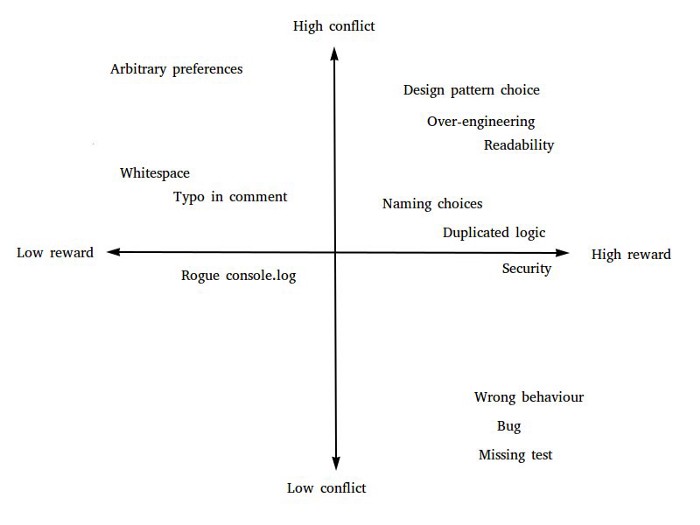 High conflict
Arbitrary preferences
Design pattern choice
Over-engineering
Readability
Whitespace
Typo in comment
Naming choices
Duplicated logic
Low reward
High reward
Security
Rogue console.log
Wrong behaviour
Bug
Missing test
Low conflict